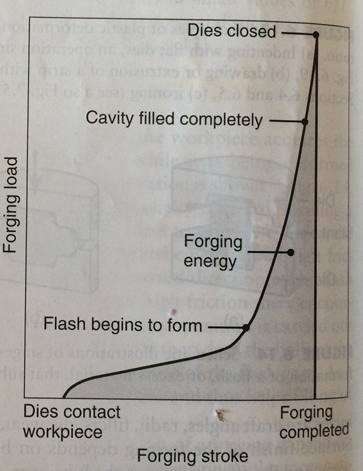 Dies closed
Cavity filled completely
Forging load
Forging
energy
Flash begins to form
Dies contact
workpiece
Forging
completed
Forging stroke